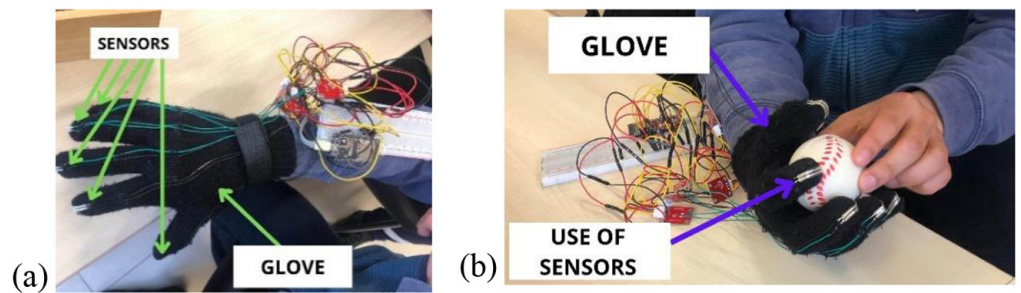 SENSORS
GLOVE
(a)
GLOVE
USE OF
SENSORS
(b)